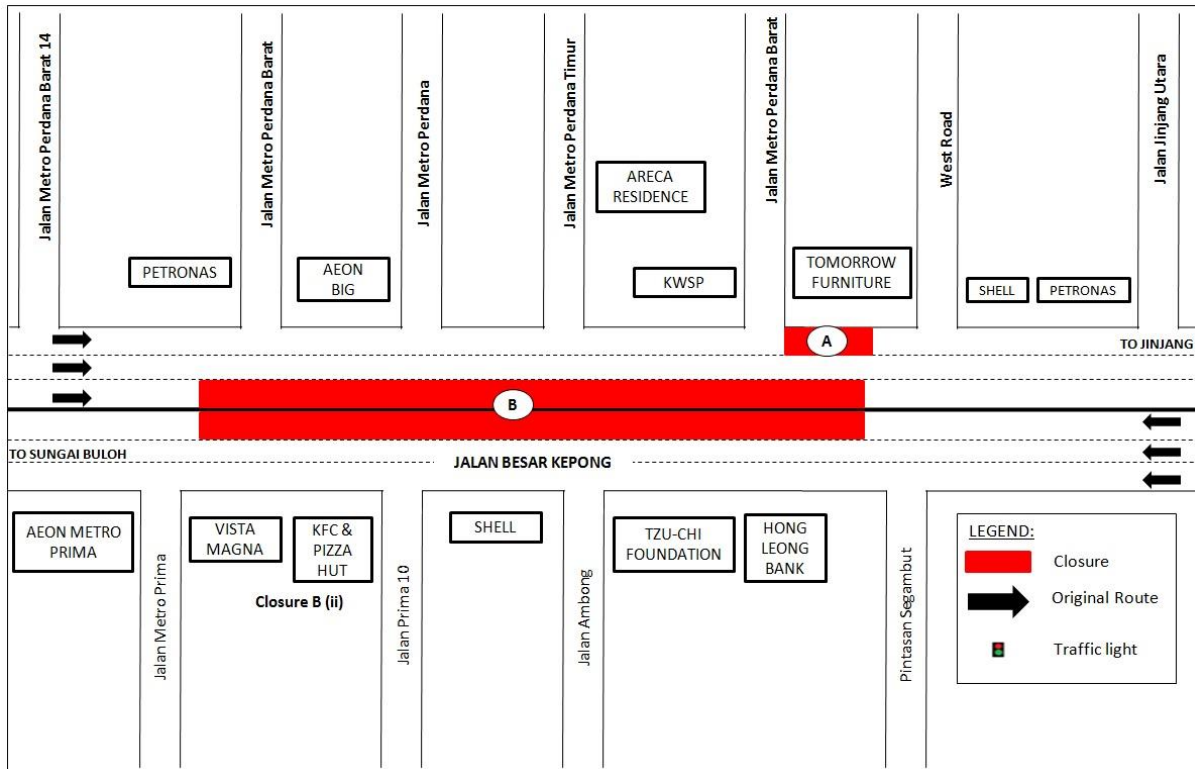 Jalan Metro Perdana Barat 14
Jalan Metro Perdana Barat
Jalan Metro Perdana
Jalan Metro Perdana Timur
Jalan Metro Perdana Barat
West Road
Jalan Jinjang Utara
ARECA
RESIDENCE
PETRONAS
AEON
BIG
KWSP
TOMORROW
FURNITURE
SHELL
PETRONAS
A
TO JINJANG
B
TO SUNGAI BULOH
JALAN BESAR KEPONG
AEON METRO
PRIMA
VISTA
MAGNA
KFC &
PIZZA
HUT
SHELL
TZU-CHI
FOUNDATION
HONG
LEONG
BANK
Closure B (ii)
Jalan Metro Prima
Jalan Prima 10
Jalan Ambong
Pintasan Segambut
LEGEND:
Closure
Original Route
Traffic light